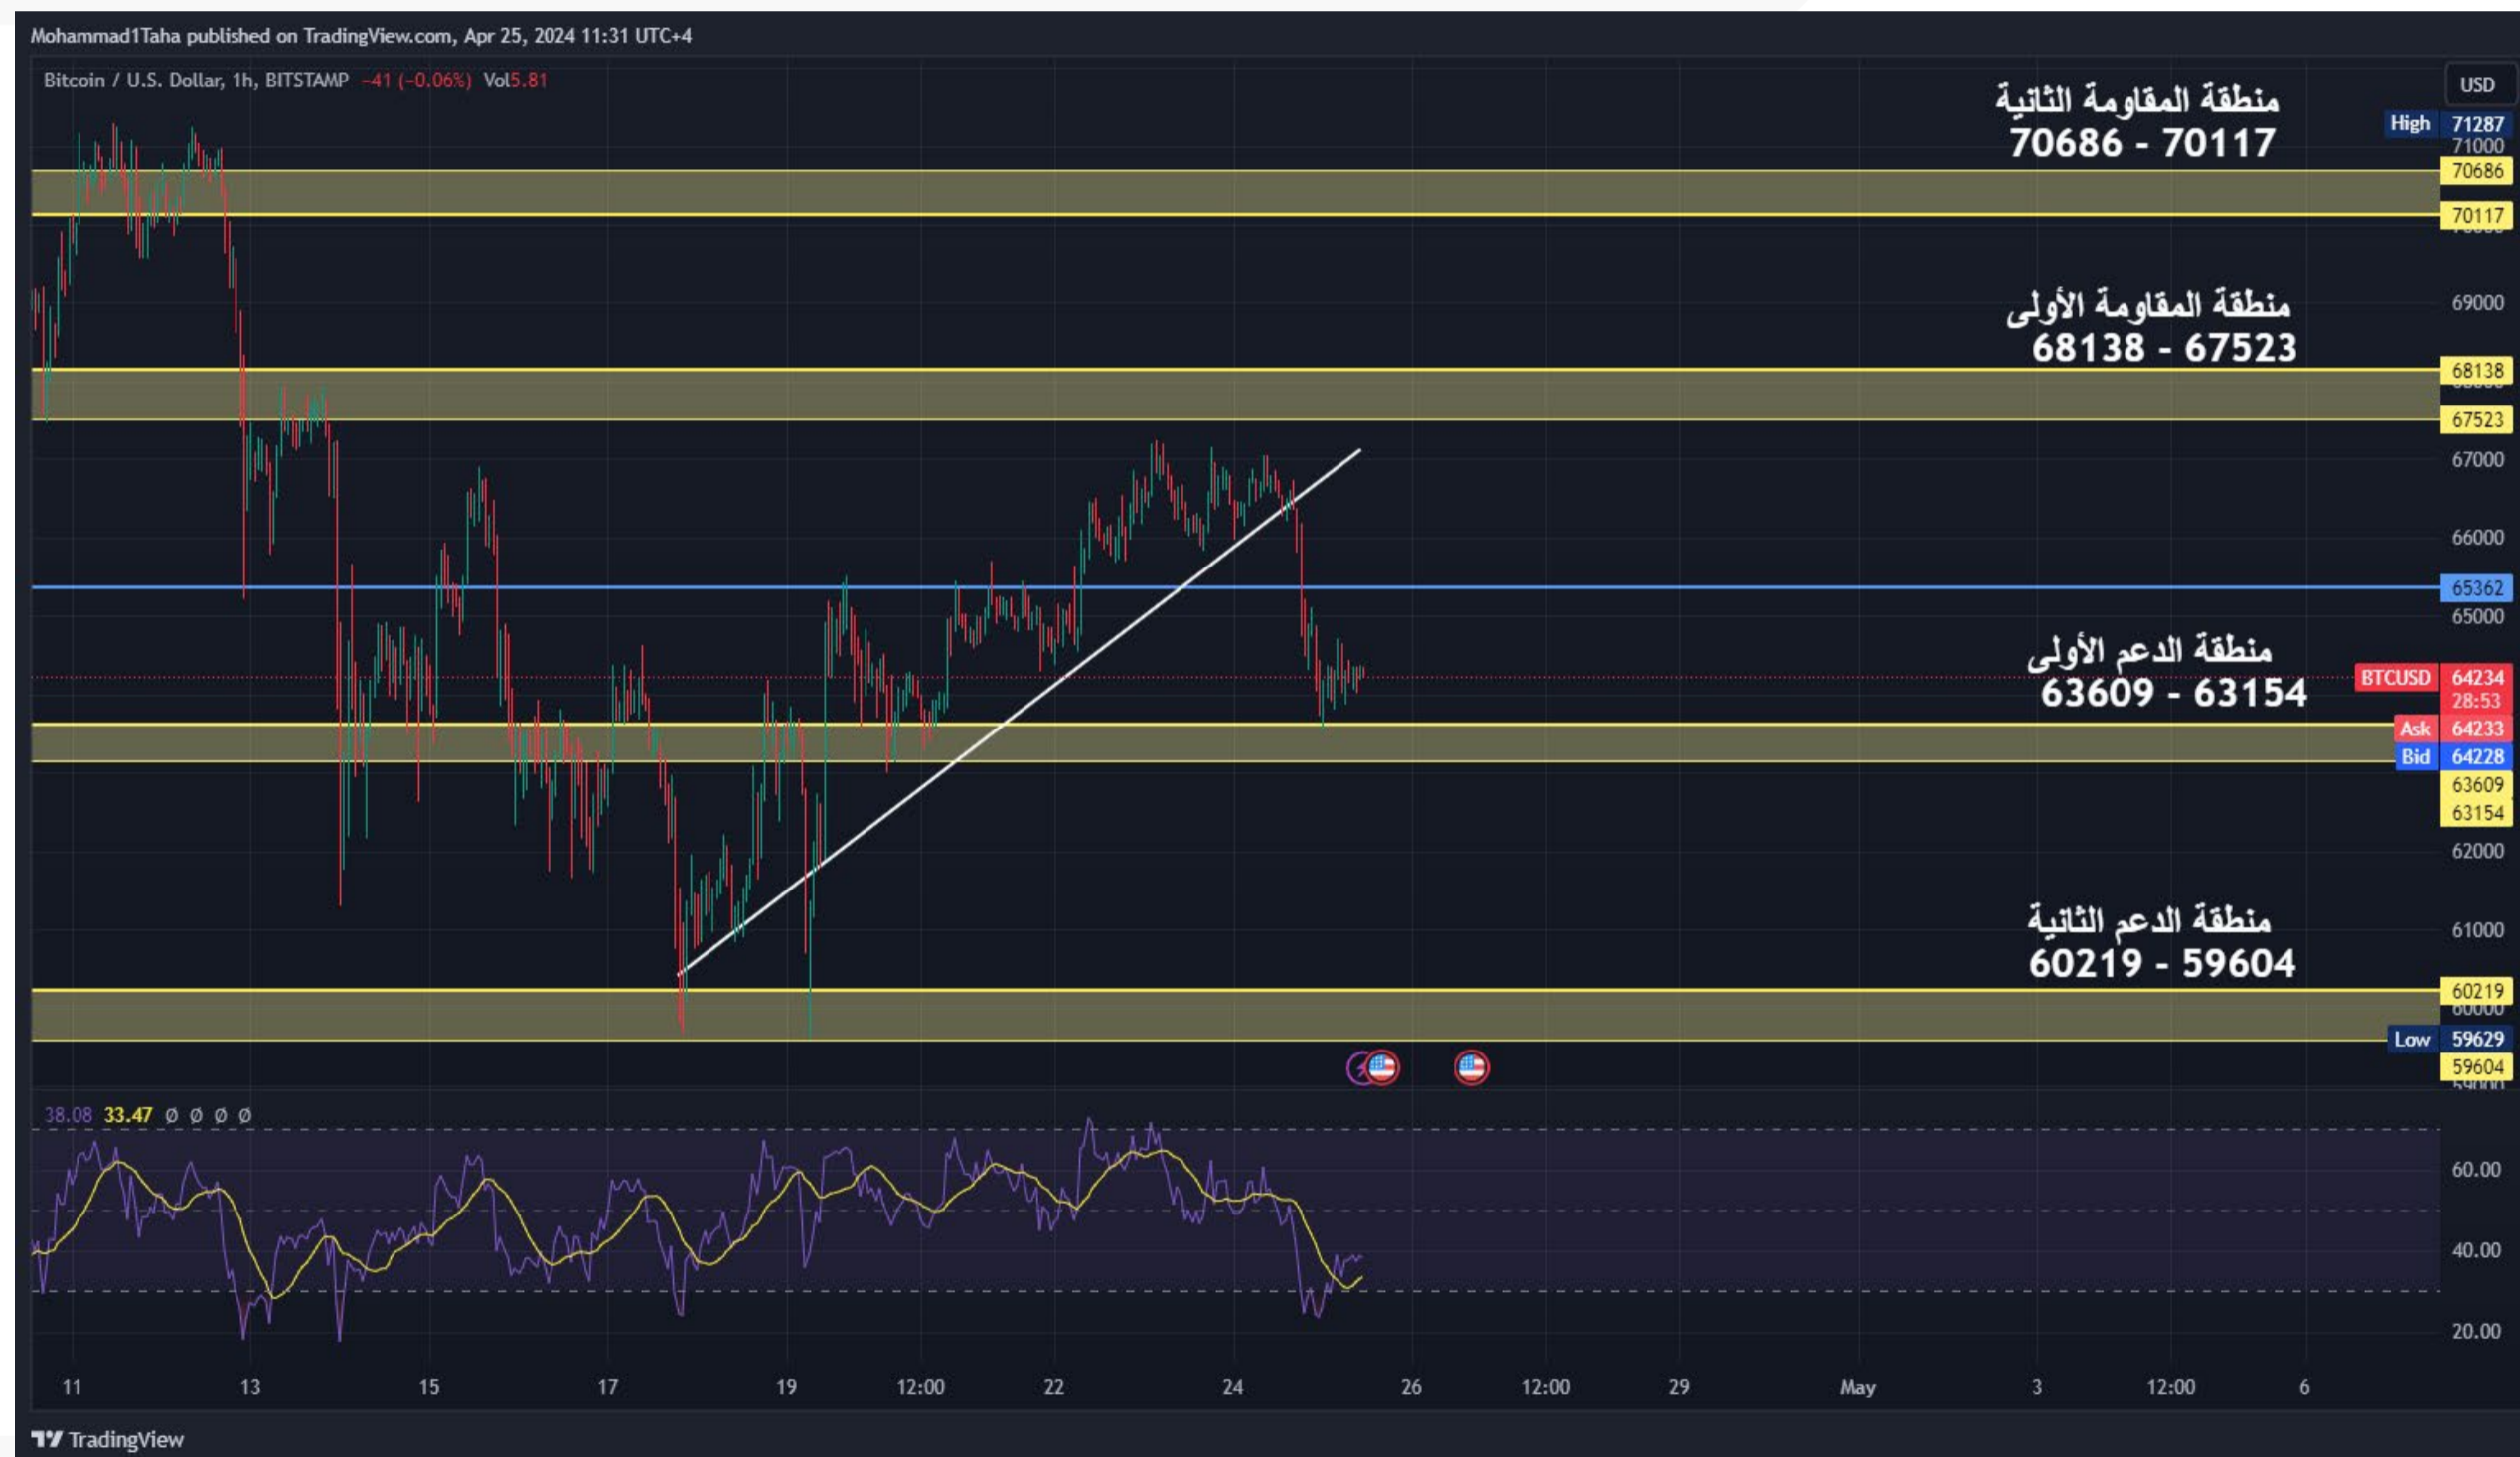 Mohammad1Taha published on TradingView.com, Apr 25, 2024 11:31 UTC+4
Bitcoin / U.S. Dollar, 1h, BITSTAMP −41 (−0.06%) Vol5.81
USD
منطقة المقاومة الثانية
70686 - 70117
High 71287
71000
70686
70117
منطقة المقاومة الأولى
68138 - 67523
69000
68138
67523
67000
66000
65362
65000
منطقة الدعم الأولى
63609 - 63154
BTCUSD 64234
28:53
Ask 64233
Bid 64228
63609
63154
62000
منطقة الدعم الثانية
60219 - 59604
61000
60219
60000
Low 59629
59604
59000
38.08 33.47 Ø Ø Ø Ø
60.00
40.00
20.00
11 13 15 17 19 12:00 22 24 26 12:00 29 May 3 12:00 6
TradingView